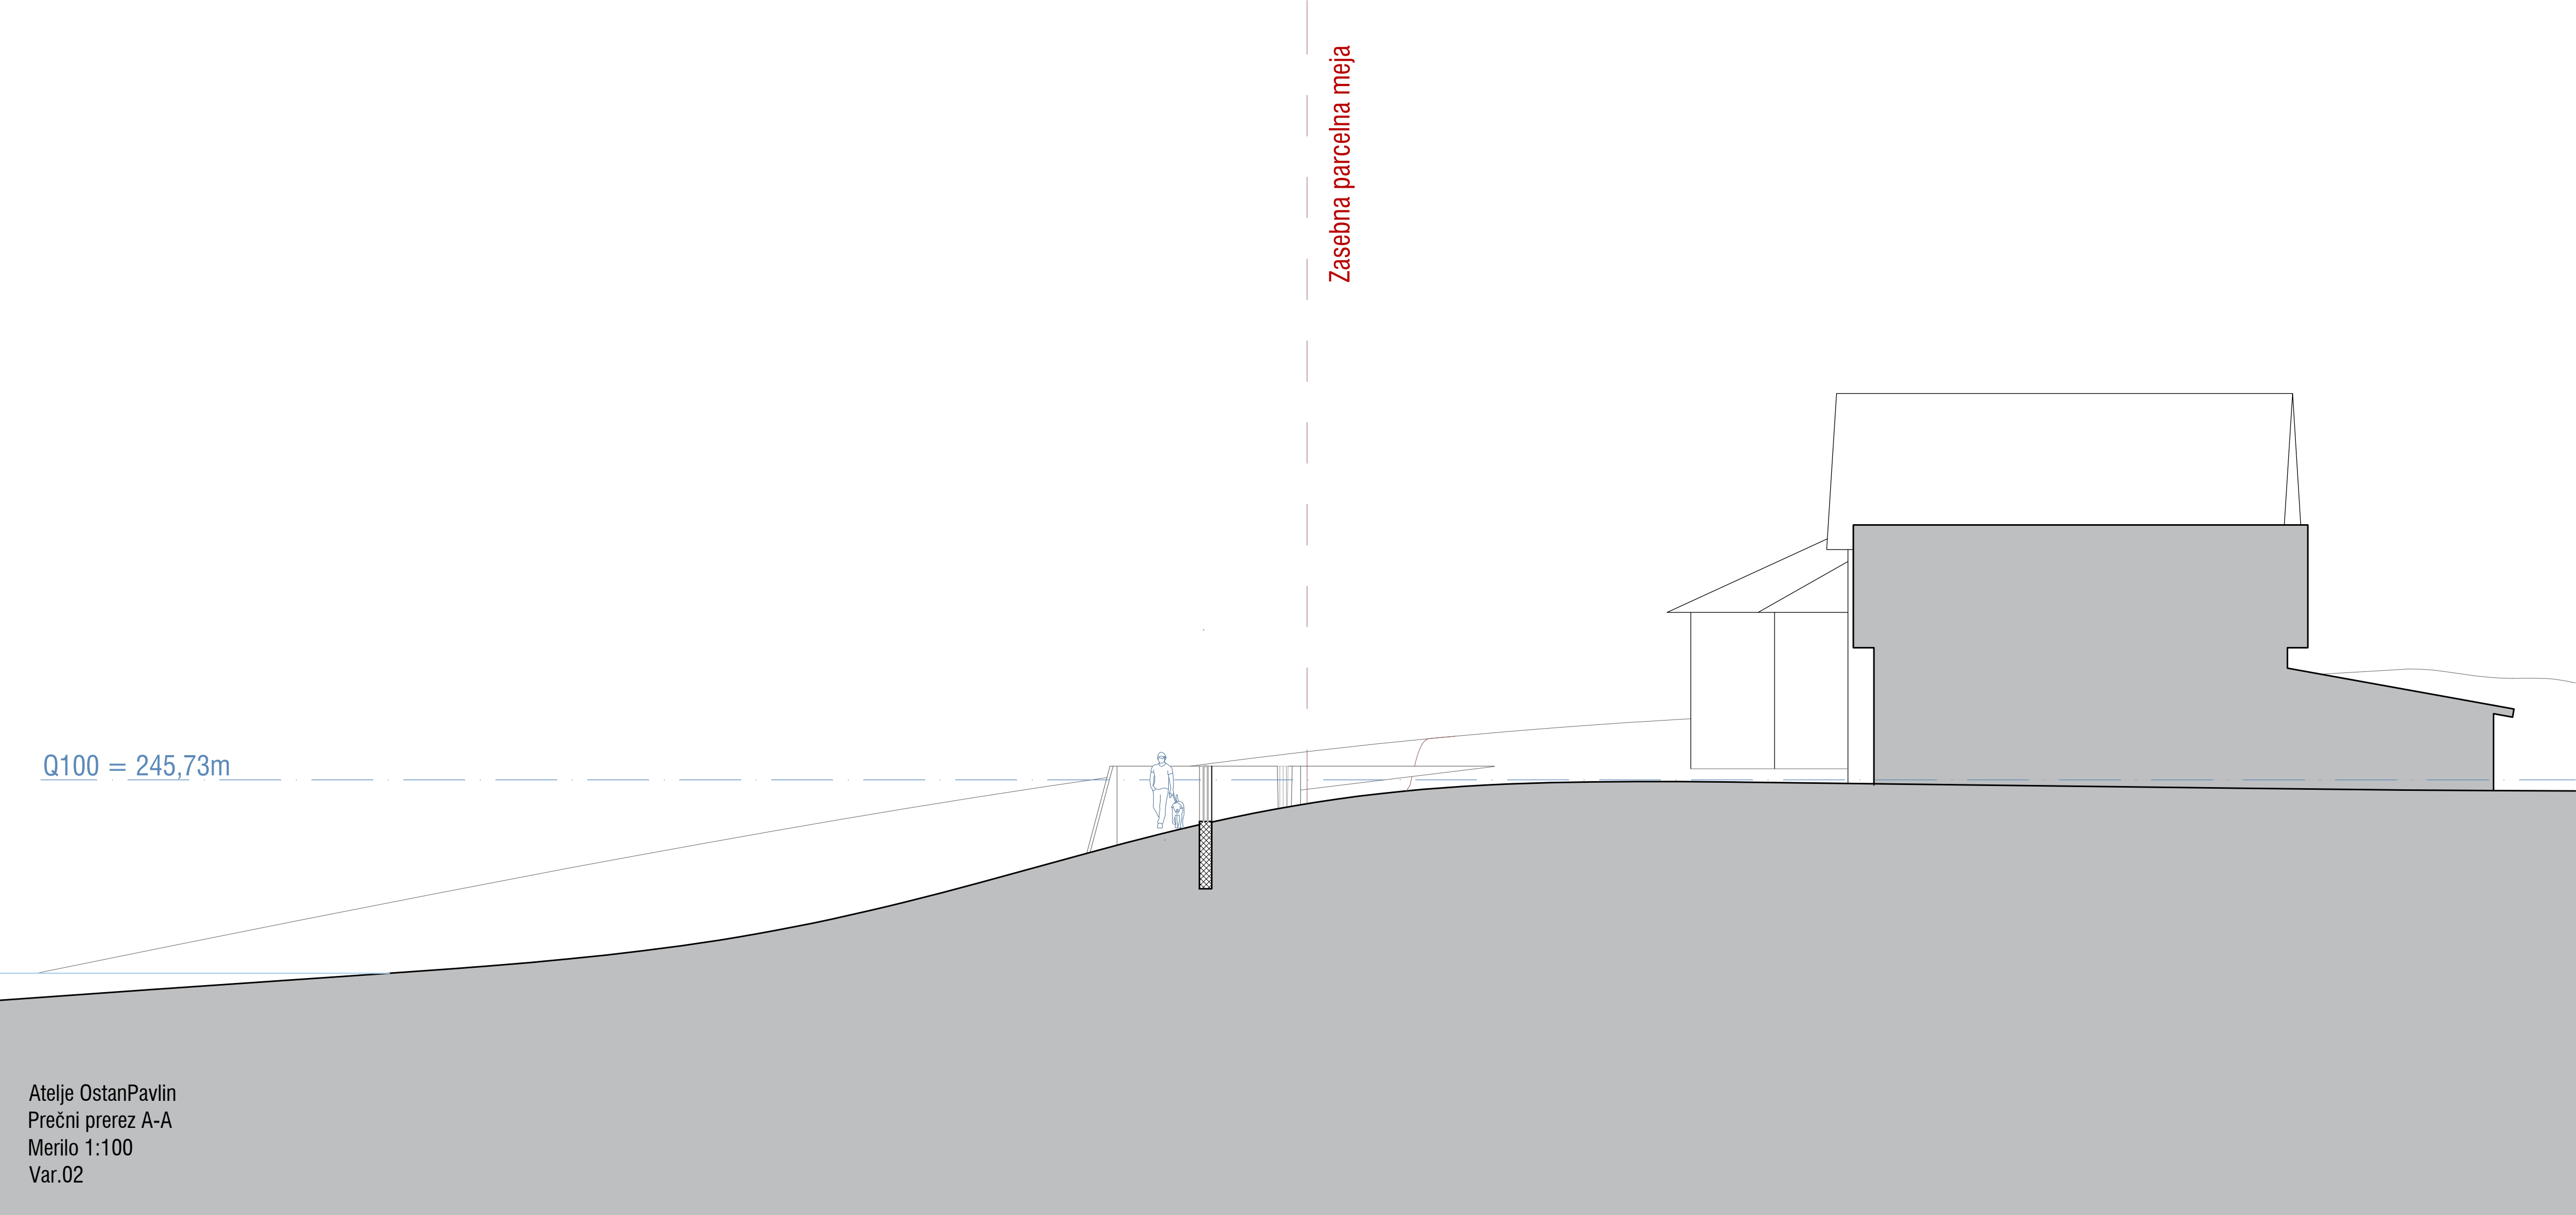 Zasebna parcelna meja
Q100 = 245,73m
Atelje OstanPavlin
Prečni prerez A-A
Merilo 1:100
Var.02